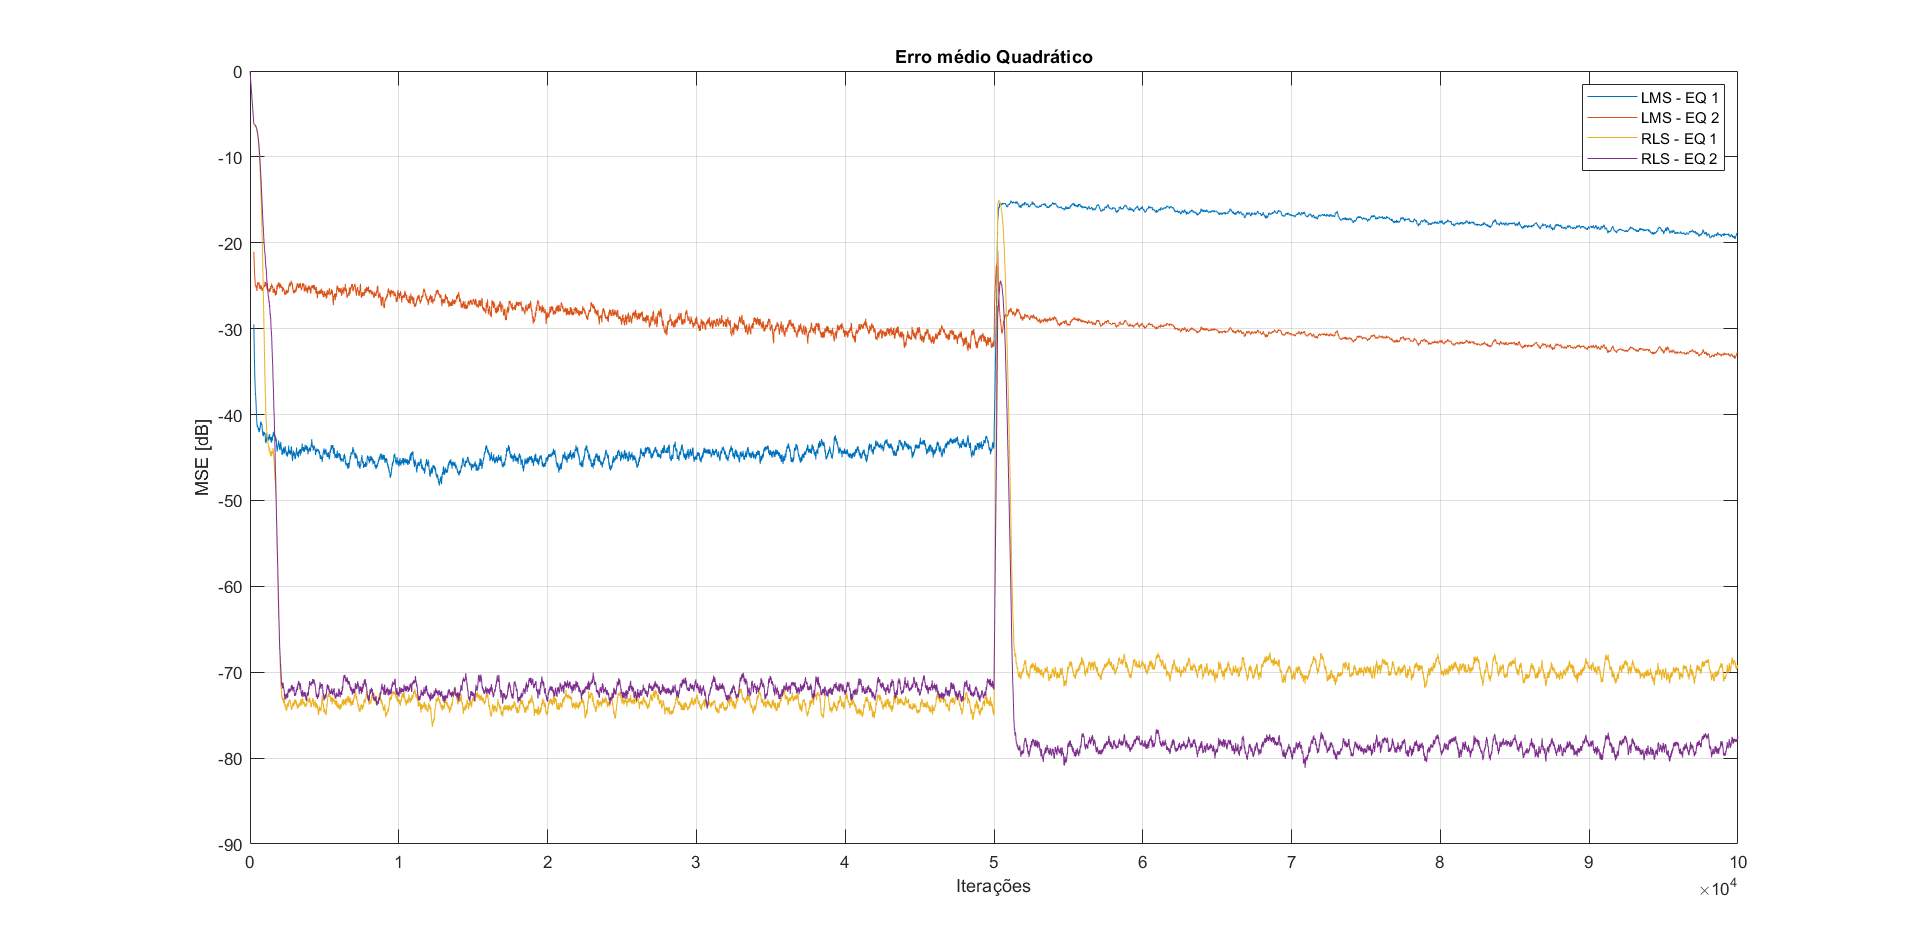 Erro médio Quadrático
LMS - EQ 1
LMS - EQ 2
RLS - EQ 1
RLS - EQ 2
0
-10
-20
-30
-40
-50
-60
-70
-80
-90
MSE [dB]
0 1 2 3 4 5 6 7 8 9 10
Iterações
×10⁴